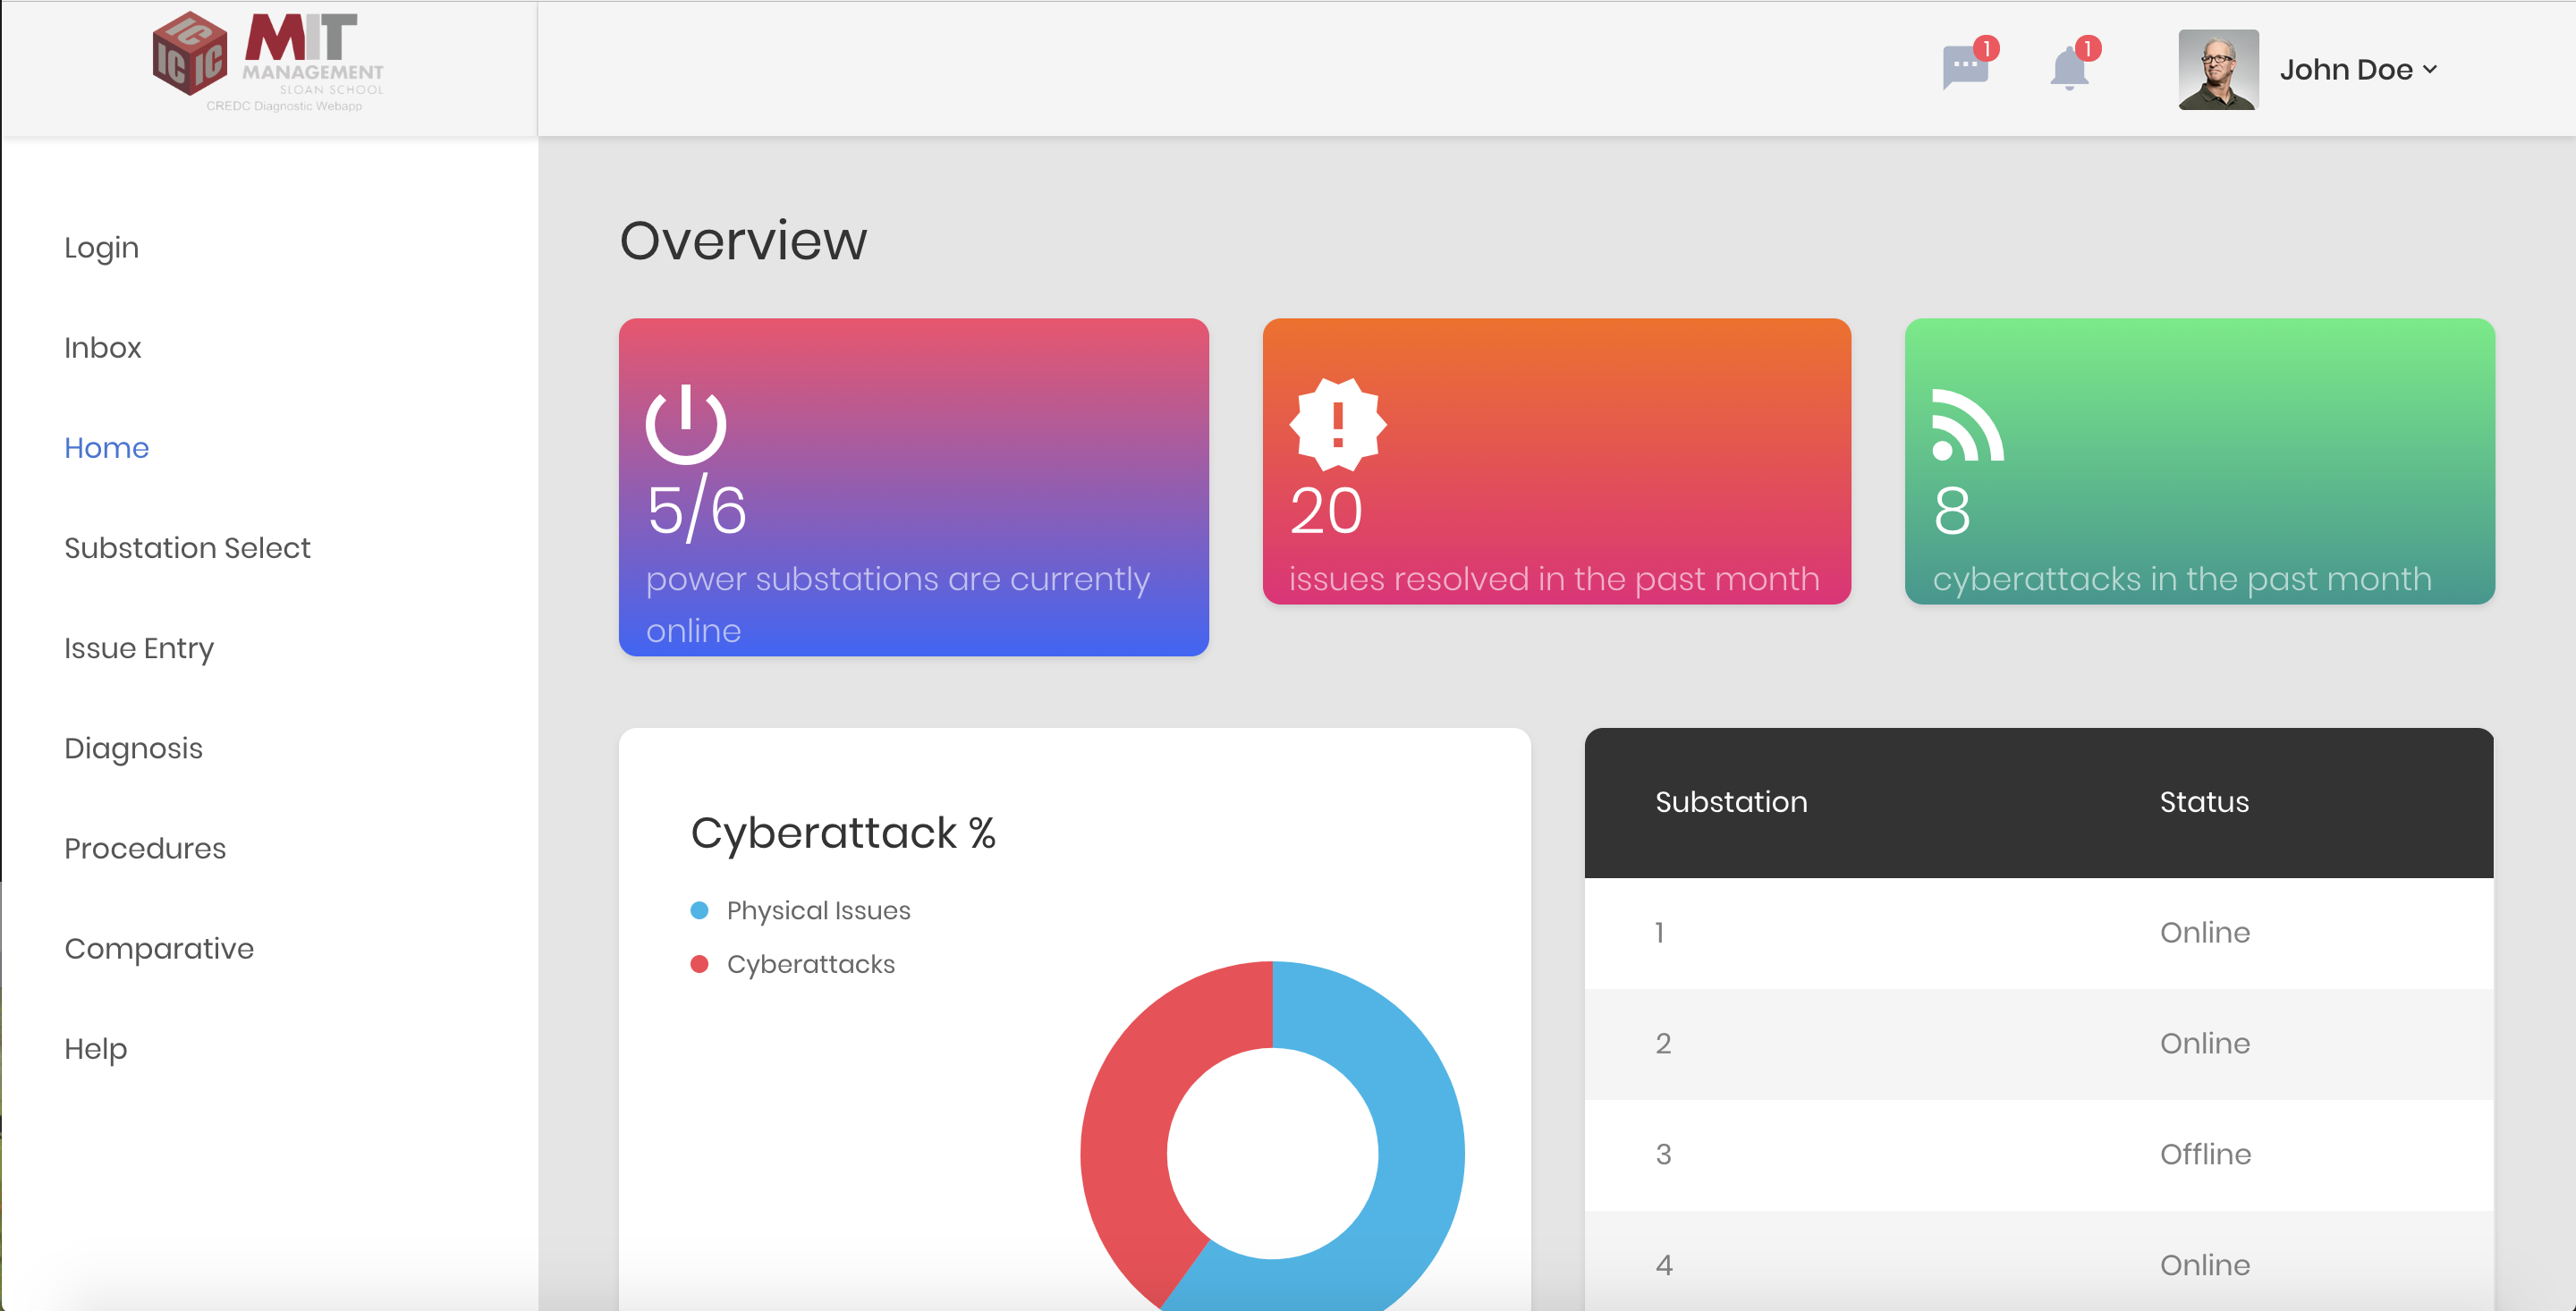 IC IC IC
MIT
MANAGEMENT
SLOAN SCHOOL
CREDC Diagnostic Webapp
1
1
John Doe
Login
Inbox
Home
Substation Select
Issue Entry
Diagnosis
Procedures
Comparative
Help
Overview
5/6
power substations are currently
online
20
issues resolved in the past month
8
cyberattacks in the past month
Cyberattack %
Physical Issues
Cyberattacks
Substation Status
1 Online
2 Online
3 Offline
4 Online